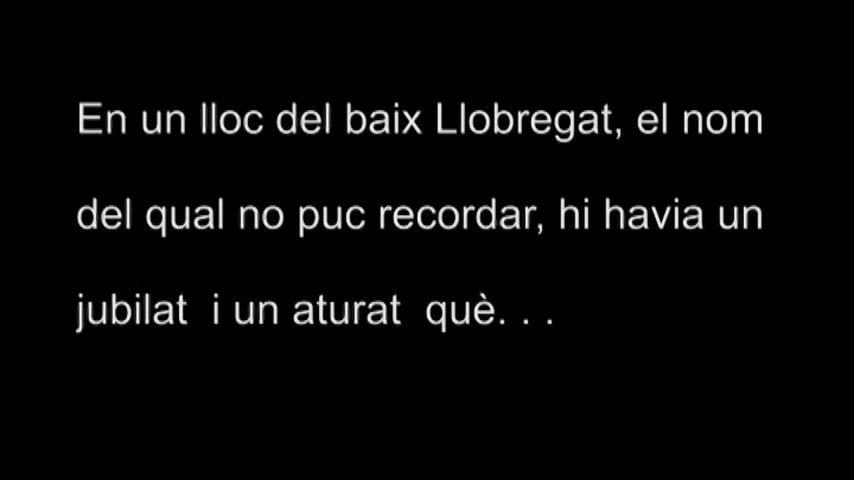 En un lloc del baix Llobregat, el nom
del qual no puc recordar, hi havia un
jubilat i un aturat què. . .